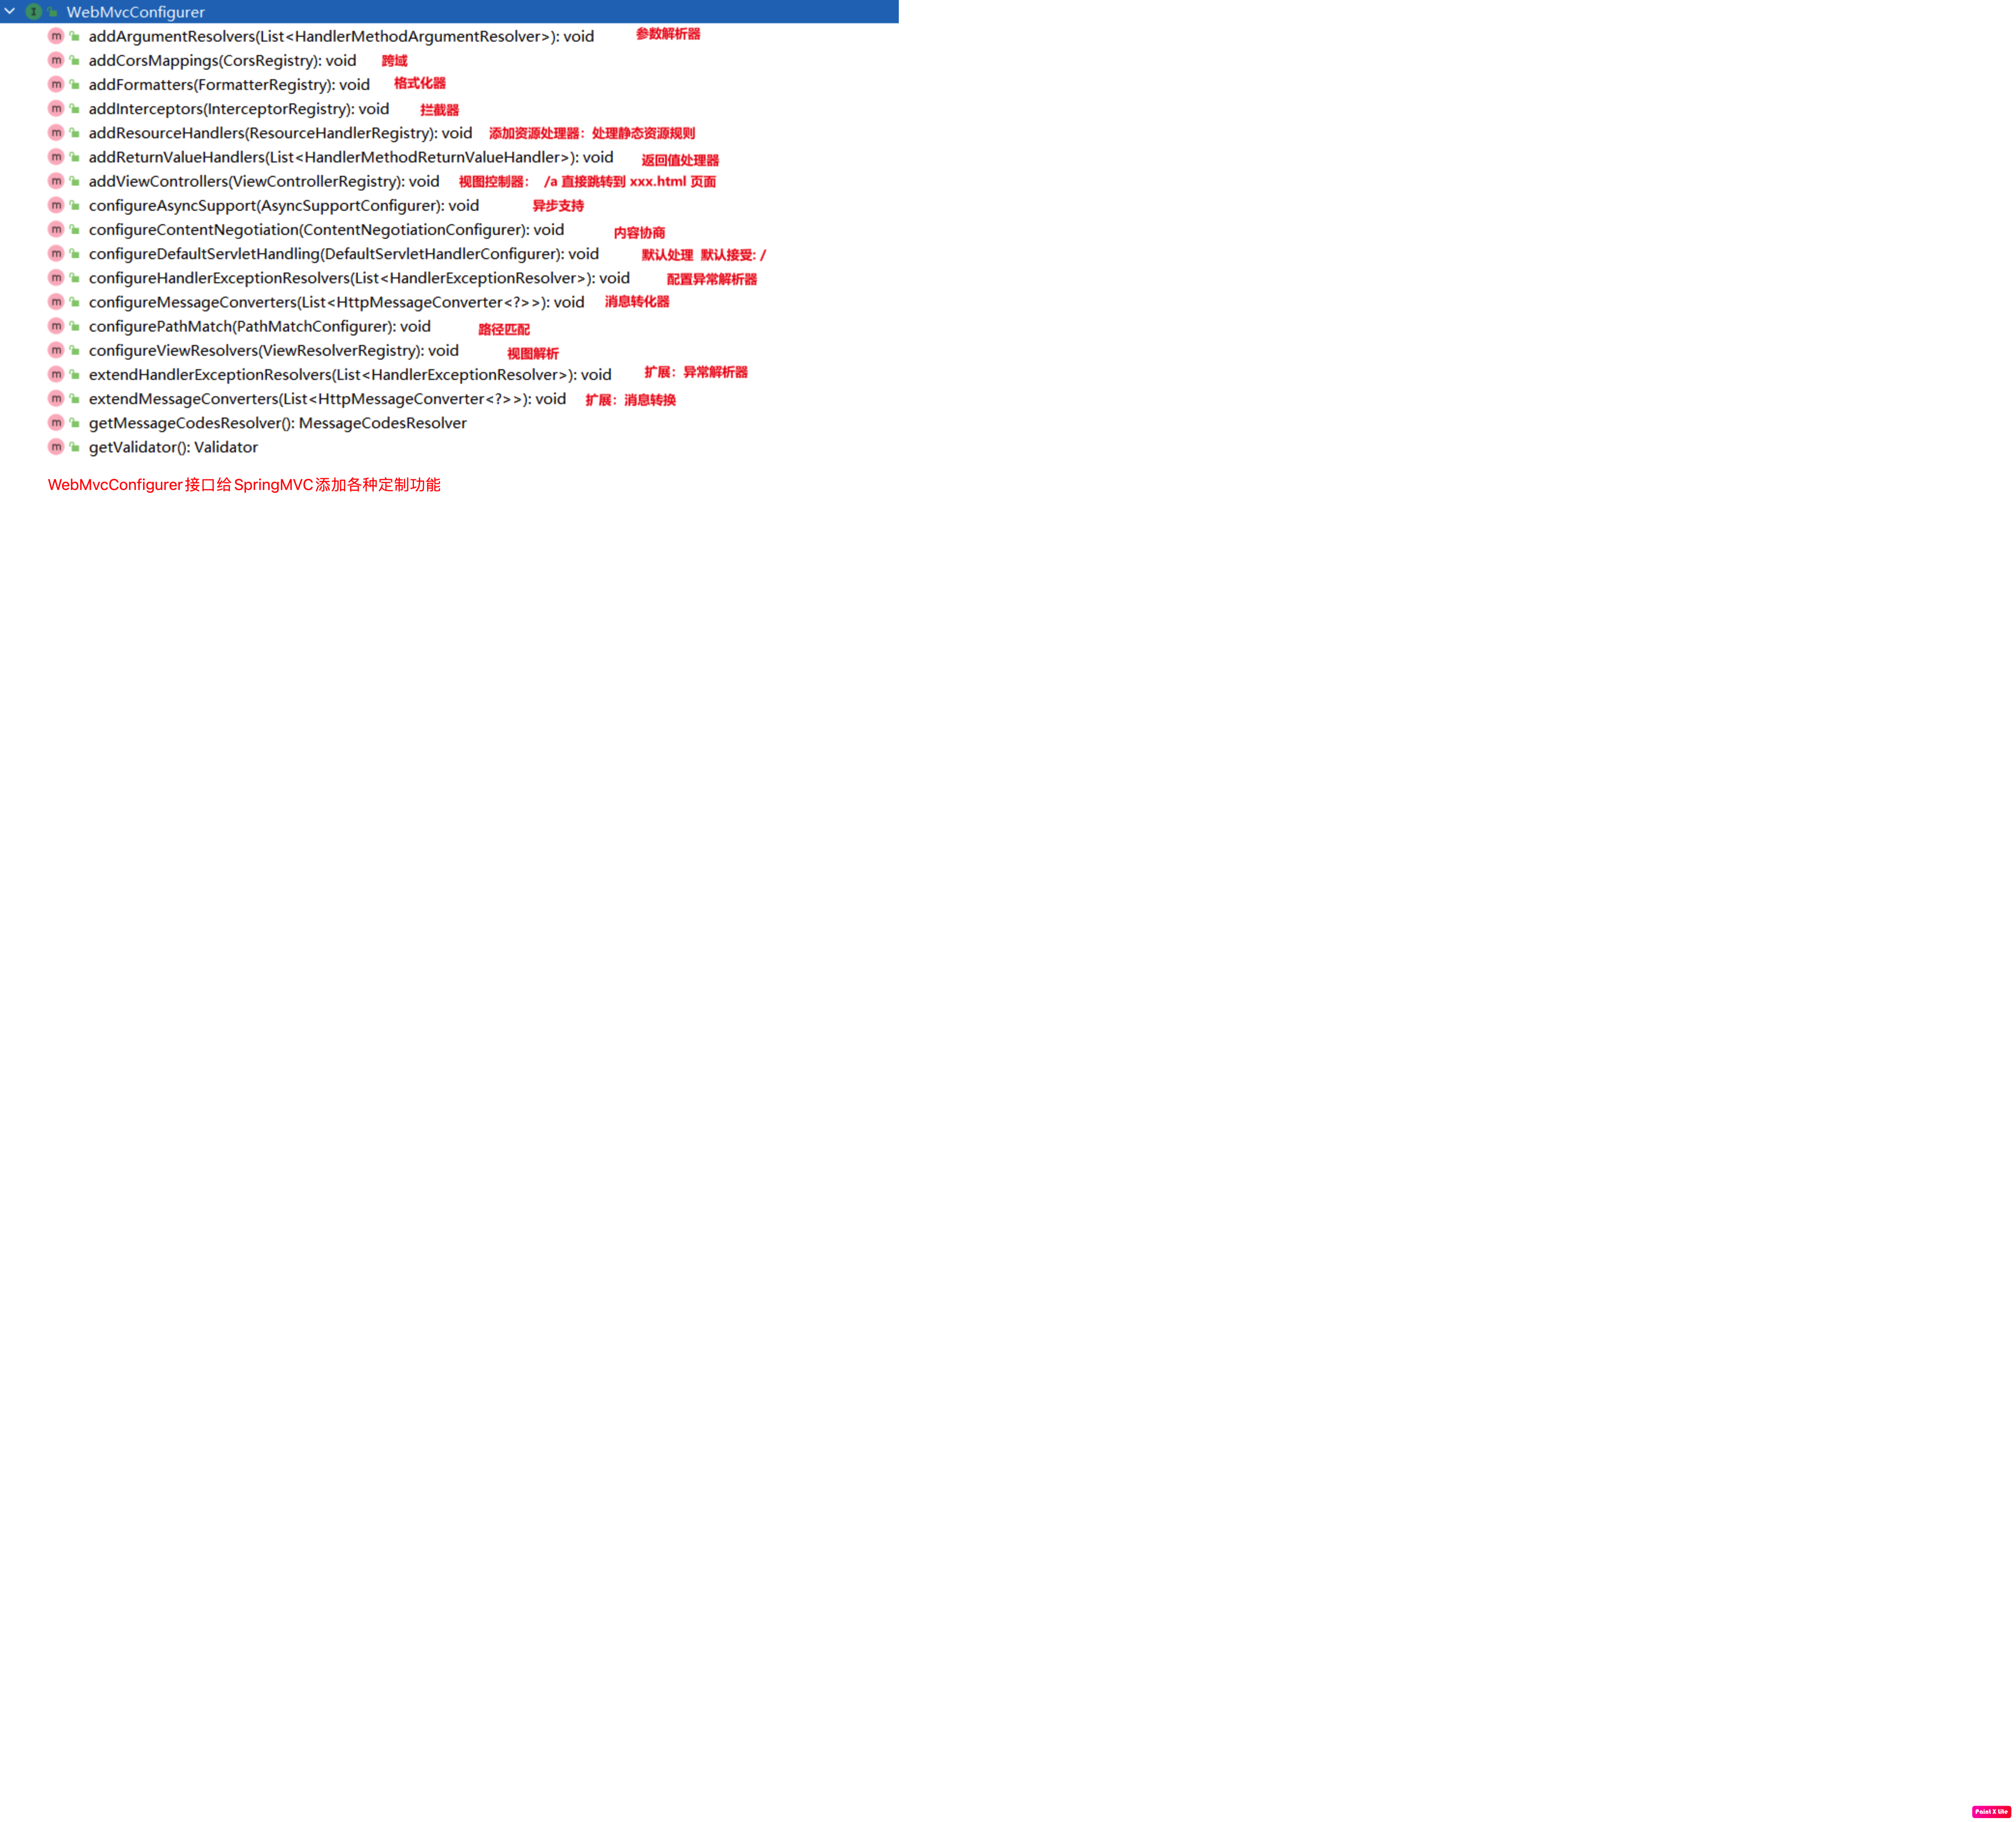 WebMvcConfigurer
addArgumentResolvers(List<HandlerMethodArgumentResolver>): void 参数解析器
addCorsMappings(CorsRegistry): void 跨域
addFormatters(FormatterRegistry): void 格式化器
addInterceptors(InterceptorRegistry): void 拦截器
addResourceHandlers(ResourceHandlerRegistry): void 添加资源处理器：处理静态资源规则
addReturnValueHandlers(List<HandlerMethodReturnValueHandler>): void 返回值处理器
addViewControllers(ViewControllerRegistry): void 视图控制器： /a 直接跳转到 xxx.html 页面
configureAsyncSupport(AsyncSupportConfigurer): void 异步支持
configureContentNegotiation(ContentNegotiationConfigurer): void 内容协商
configureDefaultServletHandling(DefaultServletHandlerConfigurer): void 默认处理 默认接受: /
configureHandlerExceptionResolvers(List<HandlerExceptionResolver>): void 配置异常解析器
configureMessageConverters(List<HttpMessageConverter<?>>): void 消息转化器
configurePathMatch(PathMatchConfigurer): void 路径匹配
configureViewResolvers(ViewResolverRegistry): void 视图解析
extendHandlerExceptionResolvers(List<HandlerExceptionResolver>): void 扩展：异常解析器
extendMessageConverters(List<HttpMessageConverter<?>>): void 扩展：消息转换
getMessageCodesResolver(): MessageCodesResolver
getValidator(): Validator
WebMvcConfigurer接口给SpringMVC添加各种定制功能
Paint X Lite